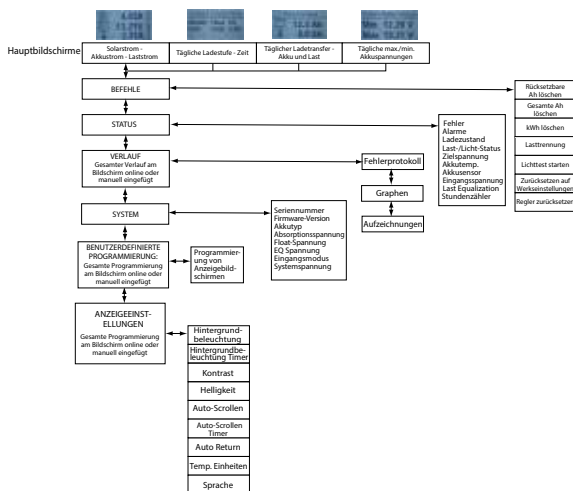 Hauptbildschirme
Solarstrom -
Akkustrom - Laststrom
Tägliche Ladestufe - Zeit
Täglicher Ladetransfer -
Akku und Last
Tägliche max./min.
Akkuspannungen
BEFEHLE
Rücksetzbare
Ah löschen
Gesamte Ah
löschen
kWh löschen
Lasttrennung
Lichttest starten
Zurücksetzen auf
Werkseinstellungen
Regler zurücksetzen
STATUS
Fehler
Alarme
Ladezustand
Last-/Licht-Status
Zielspannung
Akkutemp.
Akkusensor
Eingangsspannung
Last Equalization
Stundenzähler
VERLAUF
Gesamter Verlauf am
Bildschirm online oder
manuell eingefügt
Fehlerprotokoll
Graphen
Aufzeichnungen
SYSTEM
Seriennummer
Firmware-Version
Akkutyp
Absorptionsspannung
Float-Spannung
EQ Spannung
Eingangsmodus
Systemspannung
BENUTZERDEFINIERTE
PROGRAMMIERUNG:
Gesamte Programmierung
am Bildschirm online oder
manuell eingefügt
Programmier-
ung von
Anzeigebild-
schirmen
ANZEIGEEINST-
ELLUNGEN
Gesamte Programmierung
am Bildschirm online oder
manuell eingefügt
Hintergrund-
beleuchtung
Hintergrundbe-
leuchtung Timer
Kontrast
Helligkeit
Auto-Scrollen
Auto-Scrollen
Timer
Auto Return
Temp. Einheiten
Sprache